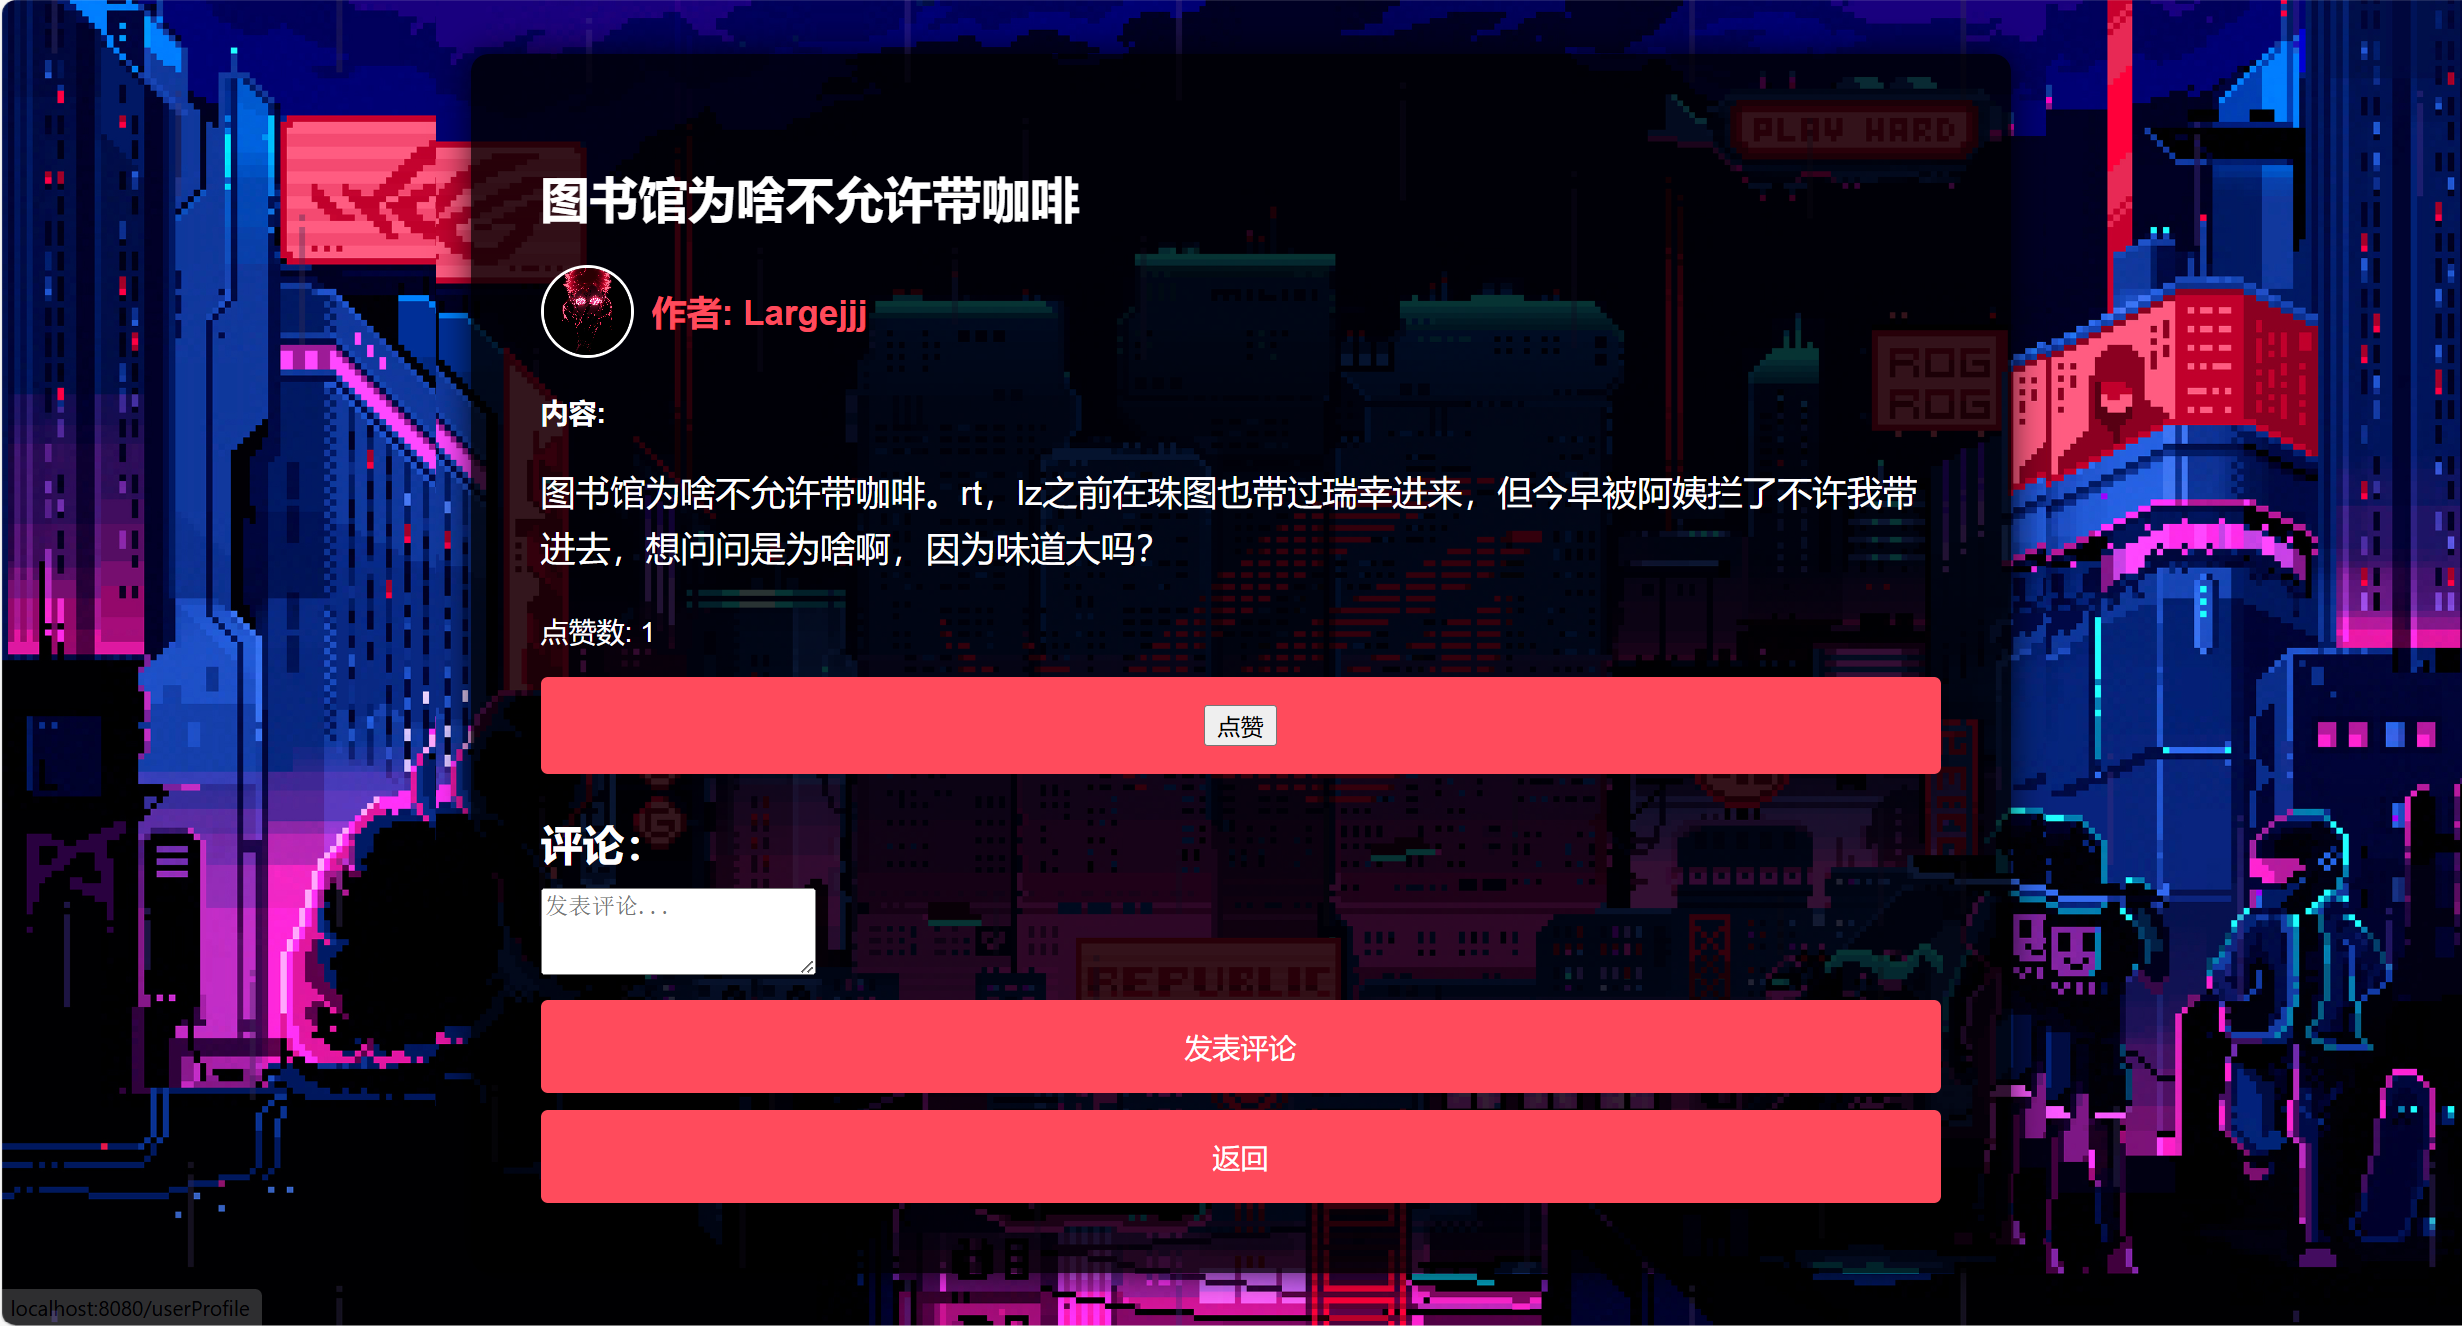 PLAY HARD
图书馆为啥不允许带咖啡
作者: Largejjj
ROG
ROG
内容:
图书馆为啥不允许带咖啡。rt，lz之前在珠图也带过瑞幸进来，但今早被阿姨拦了不许我带
进去，想问问是为啥啊，因为味道大吗？
点赞数: 1
点赞
评论：
发表评论...
REPUBLIC
发表评论
返回
localhost:8080/userProfile